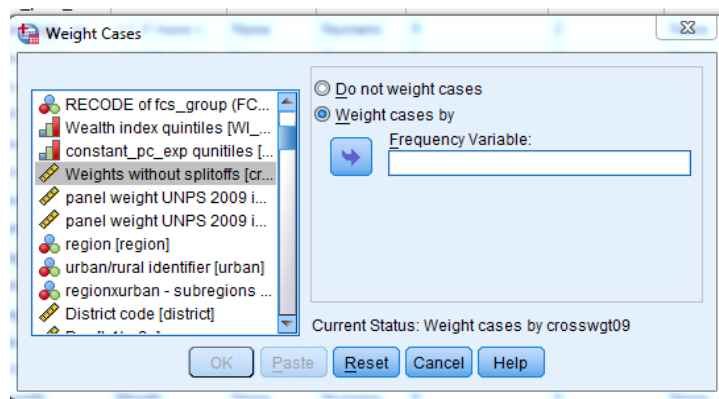 Weight Cases
RECODE of fcs_group (FC...
Wealth index quintiles [WI_...
constant_pc_exp qunitiles [...
Weights without splitoffs [cr...
panel weight UNPS 2009 i...
panel weight UNPS 2009 i...
region [region]
urban/rural identifier [urban]
regionxurban - subregions ...
District code [district]
Do not weight cases
Weight cases by
Frequency Variable:
Current Status: Weight cases by crosswgt09
OK Paste Reset Cancel Help